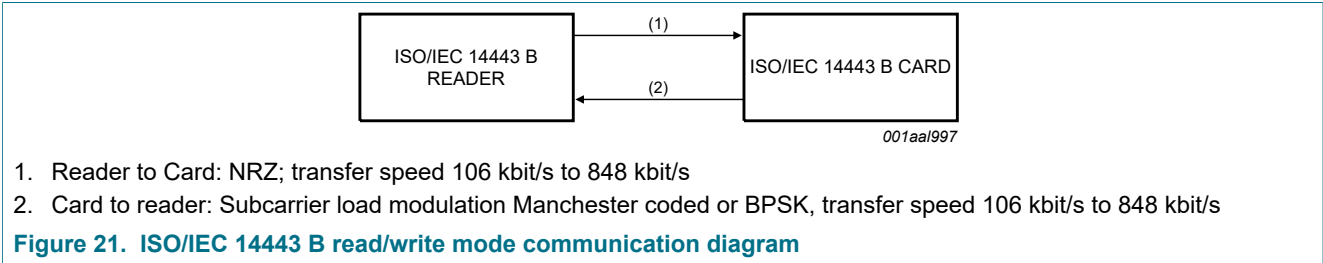 (1)
ISO/IEC 14443 B
READER
ISO/IEC 14443 B CARD
(2)
001aal997
1. Reader to Card: NRZ; transfer speed 106 kbit/s to 848 kbit/s
2. Card to reader: Subcarrier load modulation Manchester coded or BPSK, transfer speed 106 kbit/s to 848 kbit/s
Figure 21. ISO/IEC 14443 B read/write mode communication diagram